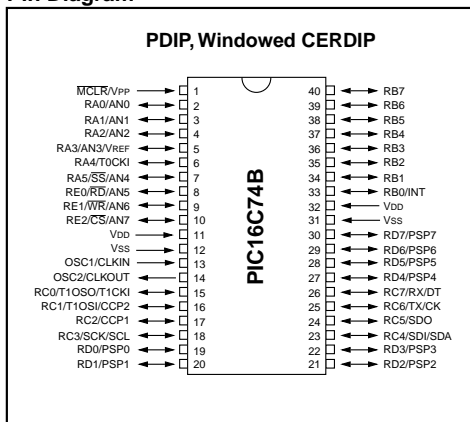 Pin Diagram
PDIP, Windowed CERDIP
MCLR/VPP 1
RA0/AN0 2
RA1/AN1 3
RA2/AN2 4
RA3/AN3/VREF 5
RA4/T0CKI 6
RA5/SS/AN4 7
RE0/RD/AN5 8
RE1/WR/AN6 9
RE2/CS/AN7 10
VDD 11
VSS 12
OSC1/CLKIN 13
OSC2/CLKOUT 14
RC0/T1OSO/T1CKI 15
RC1/T1OSI/CCP2 16
RC2/CCP1 17
RC3/SCK/SCL 18
RD0/PSP0 19
RD1/PSP1 20
PIC16C74B
40 RB7
39 RB6
38 RB5
37 RB4
36 RB3
35 RB2
34 RB1
33 RB0/INT
32 VDD
31 VSS
30 RD7/PSP7
29 RD6/PSP6
28 RD5/PSP5
27 RD4/PSP4
26 RC7/RX/DT
25 RC6/TX/CK
24 RC5/SDO
23 RC4/SDI/SDA
22 RD3/PSP3
21 RD2/PSP2